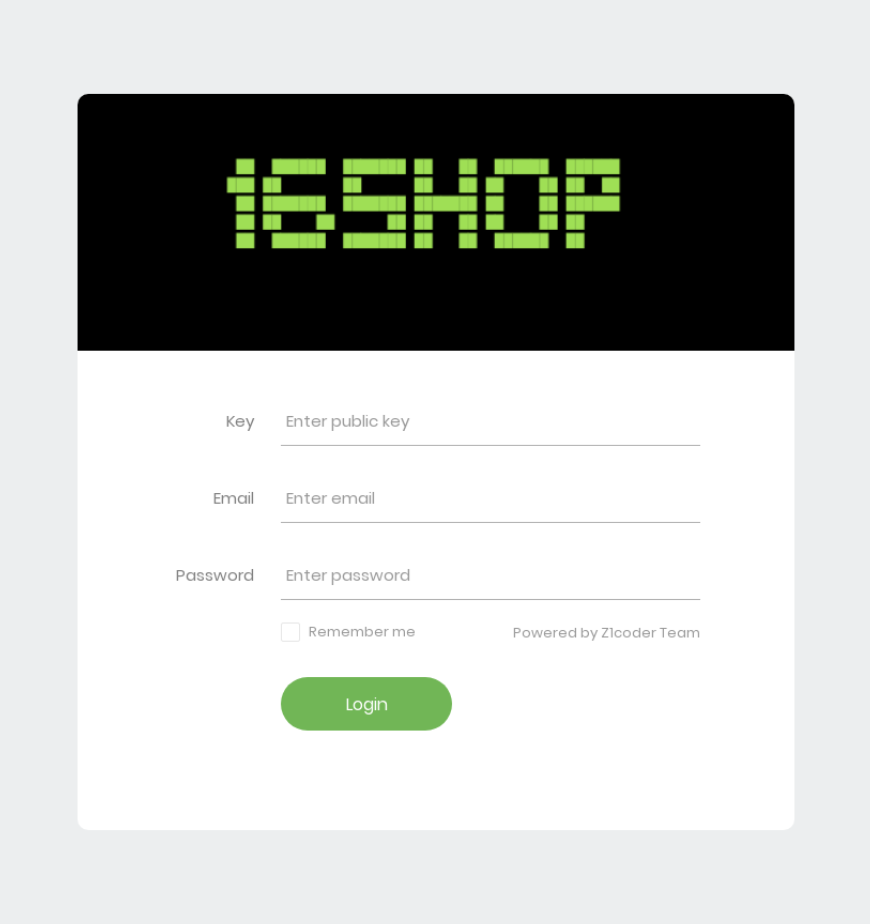 16SHOP
Key
Enter public key
Email
Enter email
Password
Enter password
Remember me
Powered by Z1coder Team
Login